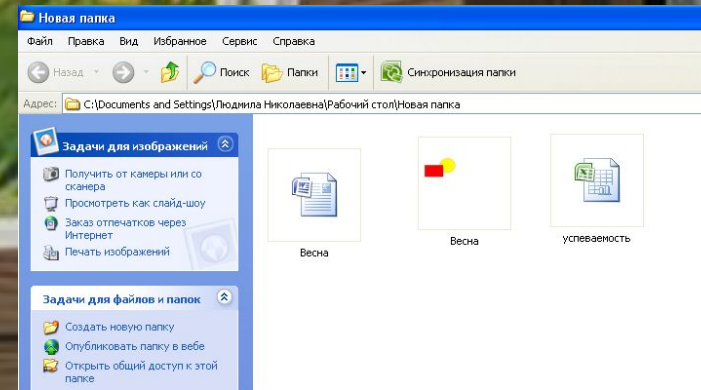 Новая папка
Файл Правка Вид Избранное Сервис Справка
Назад Поиск Папки Синхронизация папки
Адрес: C:\Documents and Settings\Людмила Николаевна\Рабочий стол\Новая папка
Задачи для изображений
Получить от камеры или со
сканера
Просмотреть как слайд-шоу
Заказ отпечатков через
Интернет
Печать изображений
Весна
Весна
успеваемость
Задачи для файлов и папок
Создать новую папку
Опубликовать папку в вебе
Открыть общий доступ к этой
папке